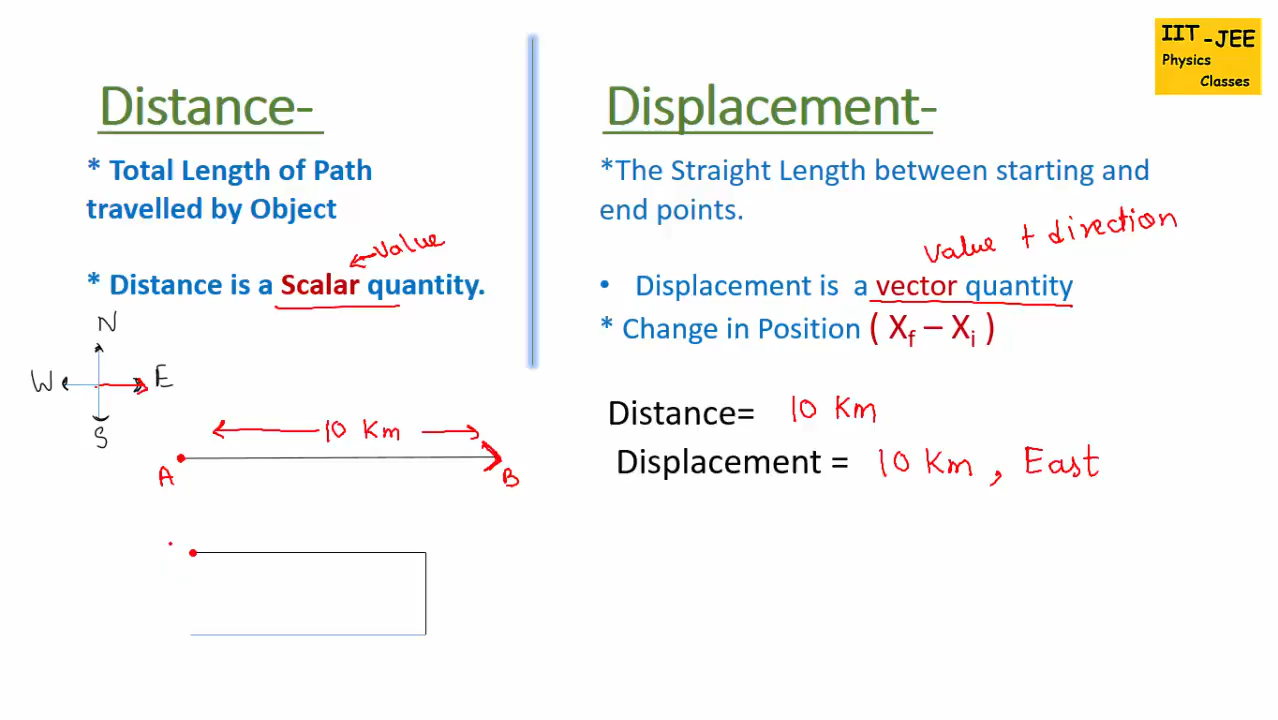 IIT -JEE
Physics
Classes
Distance-
* Total Length of Path
travelled by Object
value
* Distance is a Scalar quantity.
N
W E
S
10 Km
A B
Displacement-
*The Straight Length between starting and
end points.
value + direction
• Displacement is a vector quantity
* Change in Position ( Xf – Xi )
Distance= 10 Km
Displacement = 10 Km , East